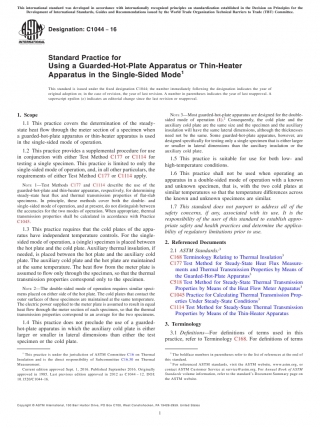 This international standard was developed in accordance with internationally recognized principles on standardization established in the Decision on Principles for the
Development of International Standards, Guides and Recommendations issued by the World Trade Organization Technical Barriers to Trade (TBT) Committee.
Designation: C1044 − 16
Standard Practice for
Using a Guarded-Hot-Plate Apparatus or Thin-Heater
Apparatus in the Single-Sided Mode1
This standard is issued under the fixed designation C1044; the number immediately following the designation indicates the year of
original adoption or, in the case of revision, the year of last revision. A number in parentheses indicates the year of last reapproval. A
superscript epsilon (ε) indicates an editorial change since the last revision or reapproval.
1. Scope
1.1 This practice covers the determination of the steady-
state heat flow through the meter section of a specimen when
a guarded-hot-plate apparatus or thin-heater apparatus is used
in the single-sided mode of operation.
1.2 This practice provides a supplemental procedure for use
in conjunction with either Test Method C177 or C1114 for
testing a single specimen. This practice is limited to only the
single-sided mode of operation, and, in all other particulars, the
requirements of either Test Method C177 or C1114 apply.
NOTE 1—Test Methods C177 and C1114 describe the use of the
guarded-hot-plate and thin-heater apparatus, respectively, for determining
steady-state heat flux and thermal transmission properties of flat-slab
specimens. In principle, these methods cover both the double- and
single-sided mode of operation, and at present, do not distinguish between
the accuracies for the two modes of operation. When appropriate, thermal
transmission properties shall be calculated in accordance with Practice
C1045.
1.3 This practice requires that the cold plates of the appa-
ratus have independent temperature controls. For the single-
sided mode of operation, a (single) specimen is placed between
the hot plate and the cold plate. Auxiliary thermal insulation, if
needed, is placed between the hot plate and the auxiliary cold
plate. The auxiliary cold plate and the hot plate are maintained
at the same temperature. The heat flow from the meter plate is
assumed to flow only through the specimen, so that the thermal
transmission properties correspond only to the specimen.
NOTE 2—The double-sided mode of operation requires similar speci-
mens placed on either side of the hot plate. The cold plates that contact the
outer surfaces of these specimens are maintained at the same temperature.
The electric power supplied to the meter plate is assumed to result in equal
heat flow through the meter section of each specimen, so that the thermal
transmission properties correspond to an average for the two specimens.
1.4 This practice does not preclude the use of a guarded-
hot-plate apparatus in which the auxiliary cold plate is either
larger or smaller in lateral dimensions than either the test
specimen or the cold plate.
NOTE 3—Most guarded-hot-plate apparatus are designed for the double-
sided mode of operation (1).2 Consequently, the cold plate and the
auxiliary cold plate are the same size and the specimen and the auxiliary
insulation will have the same lateral dimensions, although the thicknesses
need not be the same. Some guarded-hot-plate apparatus, however, are
designed specifically for testing only a single specimen that is either larger
or smaller in lateral dimensions than the auxiliary insulation or the
auxiliary cold plate.
1.5 This practice is suitable for use for both low- and
high-temperature conditions.
1.6 This practice shall not be used when operating an
apparatus in a double-sided mode of operation with a known
and unknown specimen, that is, with the two cold plates at
similar temperatures so that the temperature differences across
the known and unknown specimens are similar.
1.7 This standard does not purport to address all of the
safety concerns, if any, associated with its use. It is the
responsibility of the user of this standard to establish appro-
priate safety and health practices and determine the applica-
bility of regulatory limitations prior to use.
2. Referenced Documents
2.1 ASTM Standards:3
C168 Terminology Relating to Thermal Insulation
C177 Test Method for Steady-State Heat Flux Measure-
ments and Thermal Transmission Properties by Means of
the Guarded-Hot-Plate Apparatus
C518 Test Method for Steady-State Thermal Transmission
Properties by Means of the Heat Flow Meter Apparatus
C1045 Practice for Calculating Thermal Transmission Prop-
erties Under Steady-State Conditions
C1114 Test Method for Steady-State Thermal Transmission
Properties by Means of the Thin-Heater Apparatus
3. Terminology
3.1 Definitions—For definitions of terms used in this
practice, refer to Terminology C168. For definitions of terms
1 This practice is under the jurisdiction of ASTM Committee C16 on Thermal
Insulation and is the direct responsibility of Subcommittee C16.30 on Thermal
Measurement.
Current edition approved Sept. 1, 2016. Published September 2016. Originally
approved in 1985. Last previous edition approved in 2012 as C1044 – 12. DOI:
10.1520/C1044-16.
2 The boldface numbers in parentheses refer to the list of references at the end of
this standard.
3 For referenced ASTM standards, visit the ASTM website, www.astm.org, or
contact ASTM Customer Service at service@astm.org. For Annual Book of ASTM
Standards volume information, refer to the standard's Document Summary page on
the ASTM website.
Copyright © ASTM International, 100 Barr Harbor Drive, PO Box C700, West Conshohocken, PA 19428-2959. United States
1